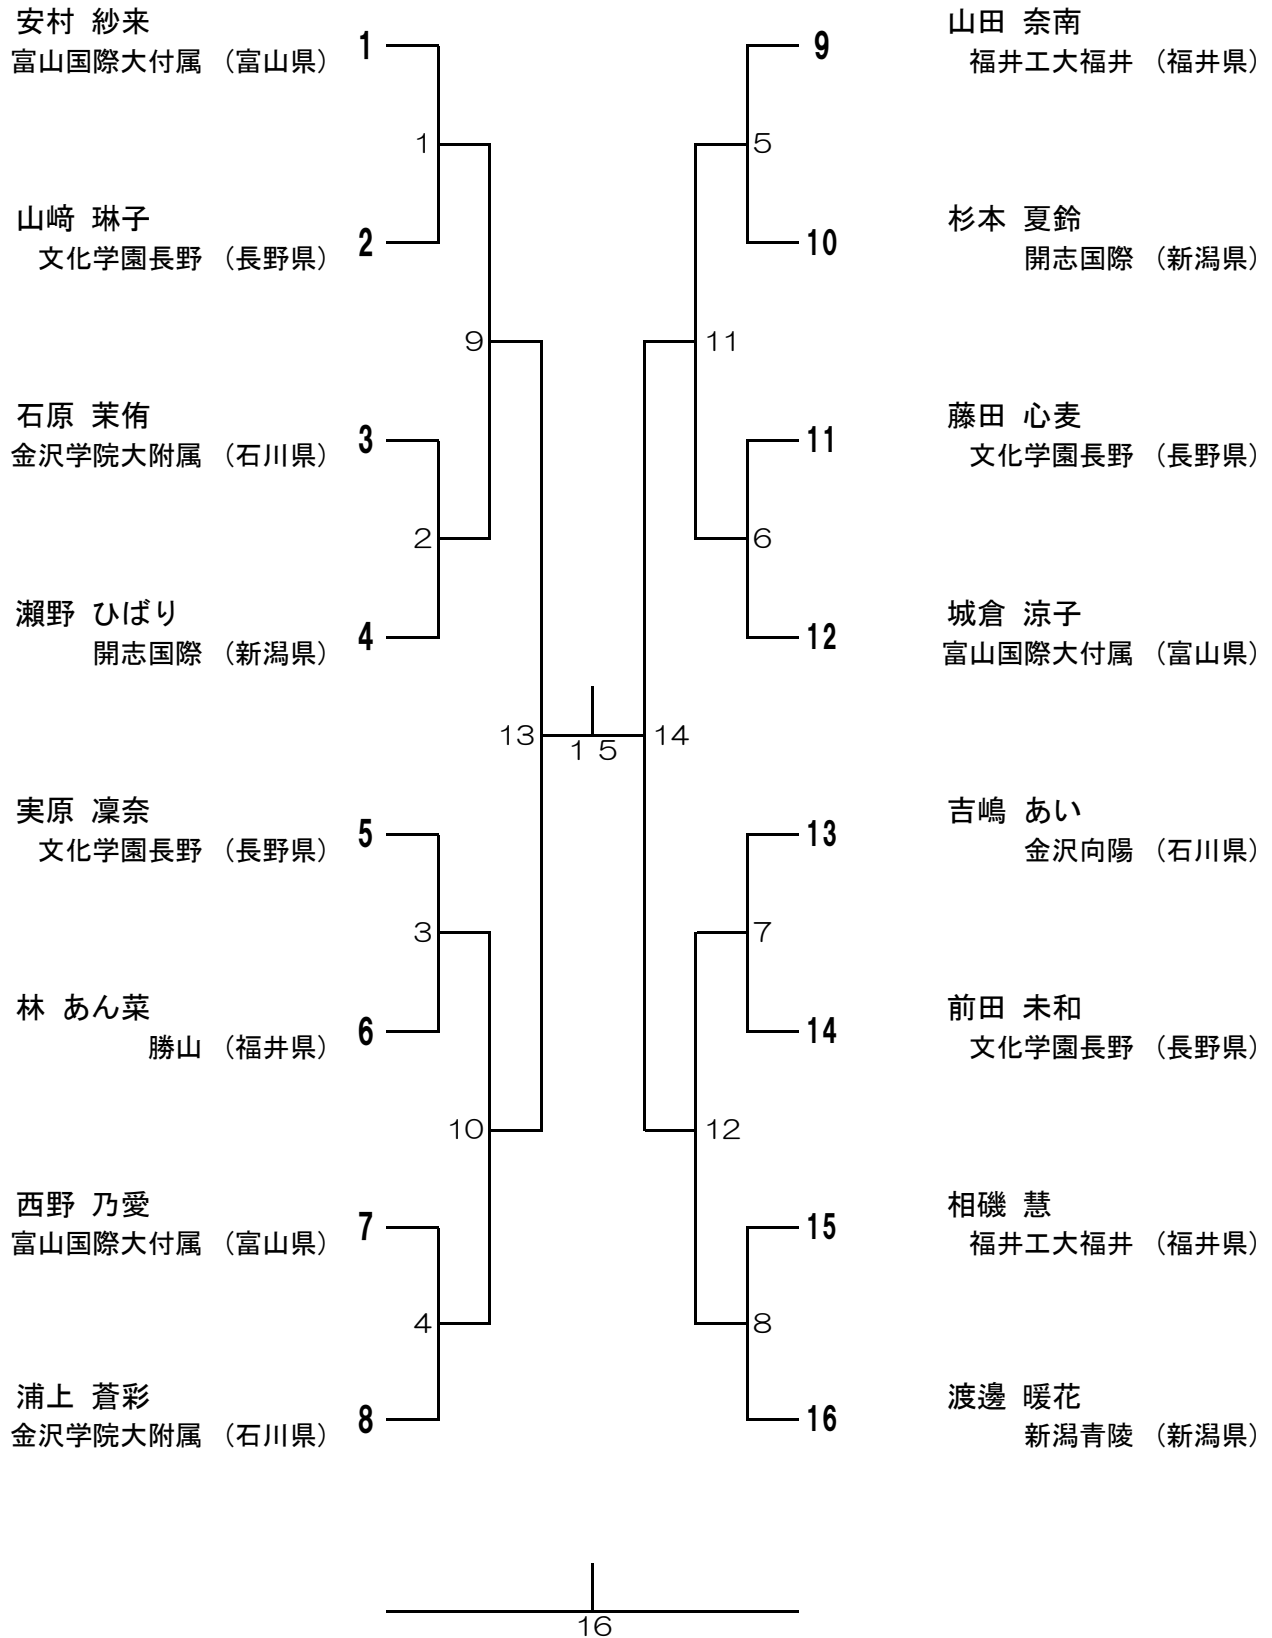 安村 紗来
富山国際大付属 （富山県） 1
1
山﨑 琳子
文化学園長野 （長野県） 2
9
石原 茉侑
金沢学院大附属 （石川県） 3
2
瀨野 ひばり
開志国際 （新潟県） 4
13
実原 凜奈
文化学園長野 （長野県） 5
3
林 あん菜
勝山 （福井県） 6
10
西野 乃愛
富山国際大付属 （富山県） 7
4
浦上 蒼彩
金沢学院大附属 （石川県） 8
15
山田 奈南
9 福井工大福井 （福井県）
5
杉本 夏鈴
10 開志国際 （新潟県）
11
藤田 心麦
11 文化学園長野 （長野県）
6
城倉 涼子
12 富山国際大付属 （富山県）
14
吉嶋 あい
13 金沢向陽 （石川県）
7
前田 未和
14 文化学園長野 （長野県）
12
相磯 慧
15 福井工大福井 （福井県）
8
渡邊 暖花
16 新潟青陵 （新潟県）
16